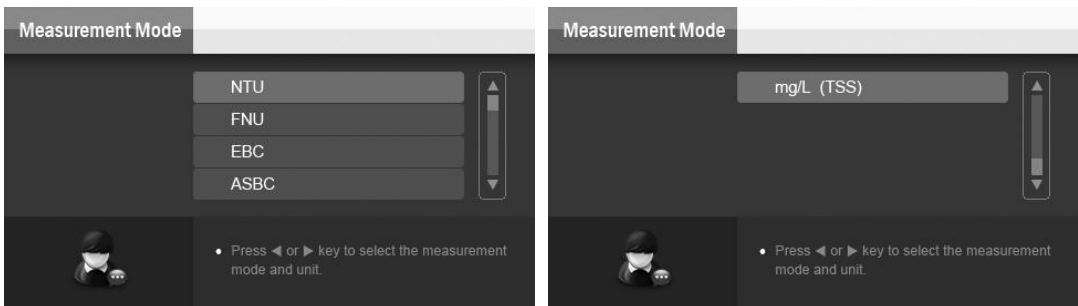 Measurement Mode
NTU
FNU
EBC
ASBC
• Press ◀ or ▶ key to select the measurement
mode and unit.
Measurement Mode
mg/L (TSS)
• Press ◀ or ▶ key to select the measurement
mode and unit.